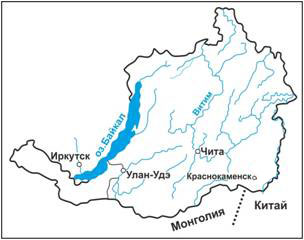 оз.Байкал
Витим
Иркутск
Чита
Улан-Удэ
Краснокаменск
Монголия
Китай